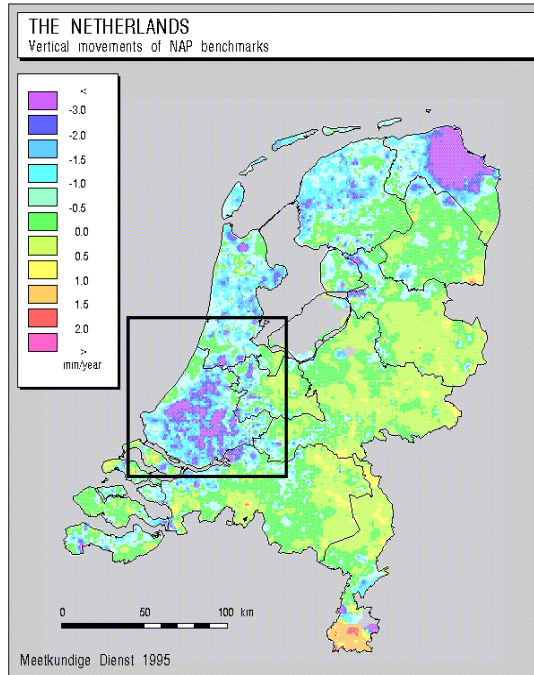 THE NETHERLANDS
Vertical movements of NAP benchmarks
<
-3.0
-2.0
-1.5
-1.0
-0.5
0.0
0.5
1.0
1.5
2.0
>
mm/year
0 50 100 km
Meetkundige Dienst 1995